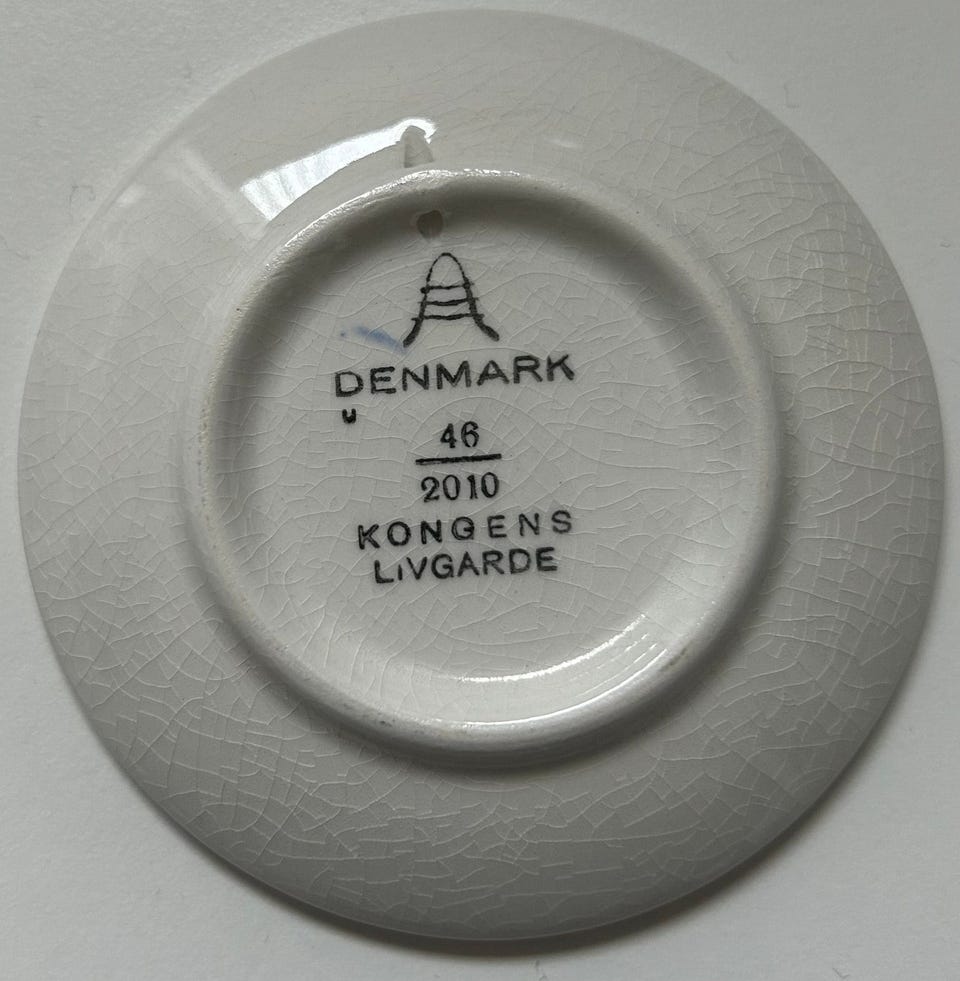 DENMARK
U
46
2010
KONGENS
LiVGARDE